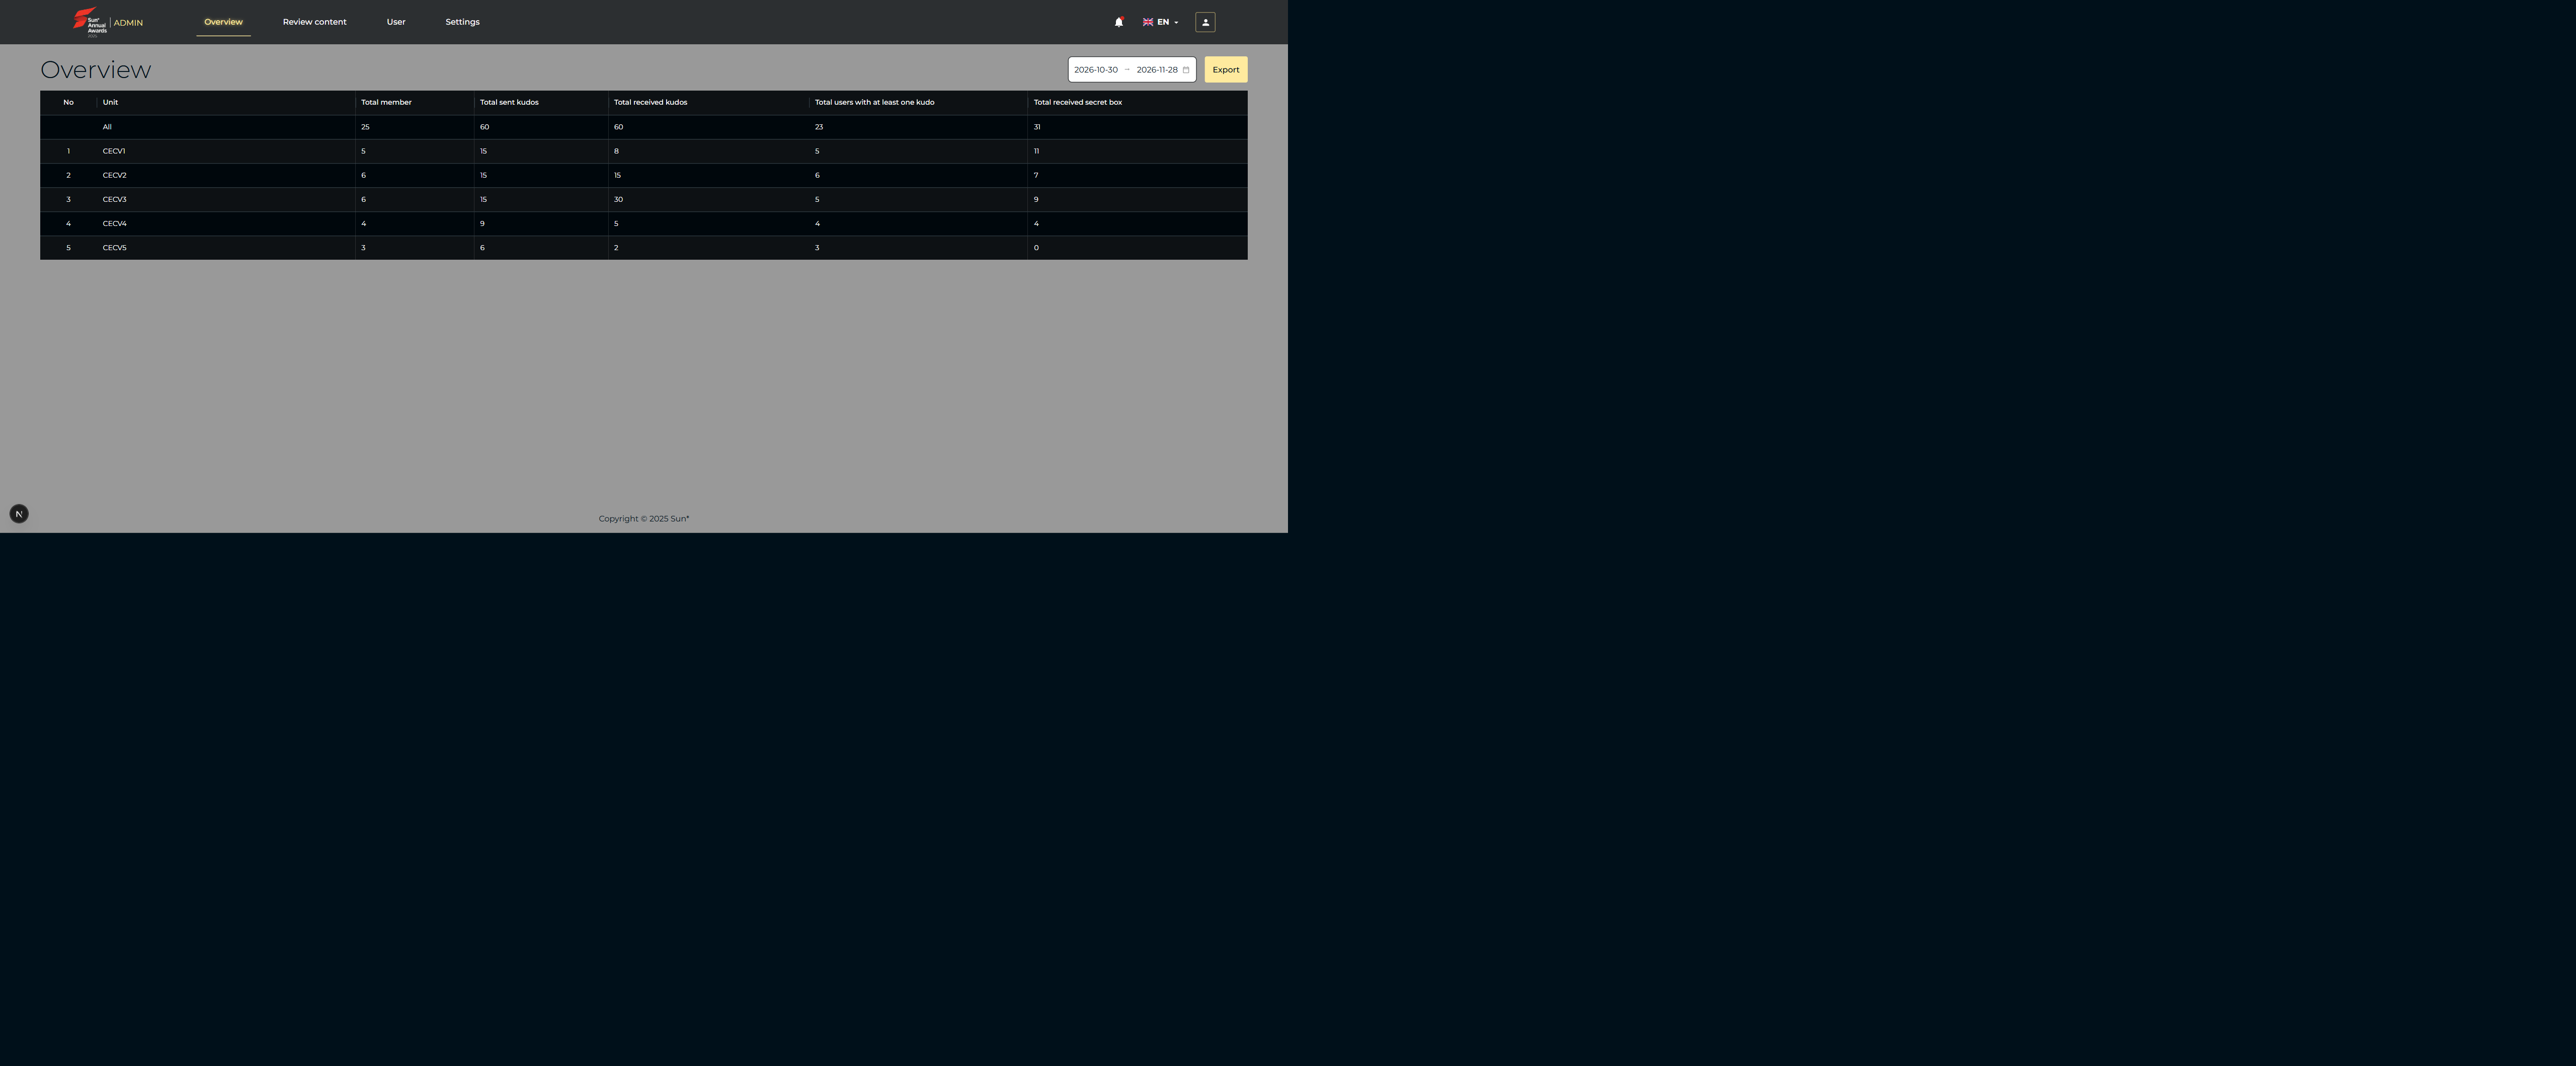 Sun*
Annual
Awards
2025
ADMIN
Overview
Review content
User
Settings
EN
Overview
2026-10-30 → 2026-11-28
Export
No Unit Total member Total sent kudos Total received kudos Total users with at least one kudo Total received secret box
All 25 60 60 23 31
1 CECV1 5 15 8 5 11
2 CECV2 6 15 15 6 7
3 CECV3 6 15 30 5 9
4 CECV4 4 9 5 4 4
5 CECV5 3 6 2 3 0
N
Copyright © 2025 Sun*